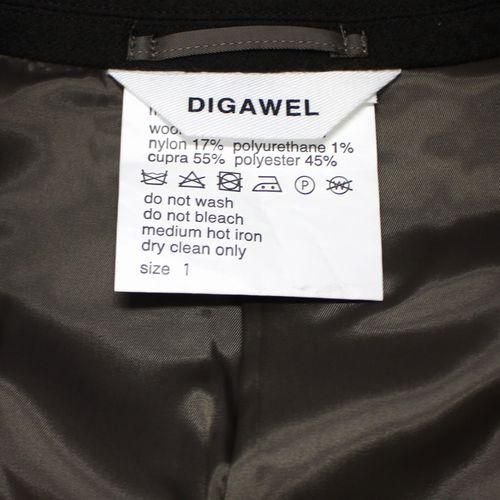 DIGAWEL
nylon 17% polyurethane 1%
cupra 55% polyester 45%
P
W
do not wash
do not bleach
medium hot iron
dry clean only
size 1